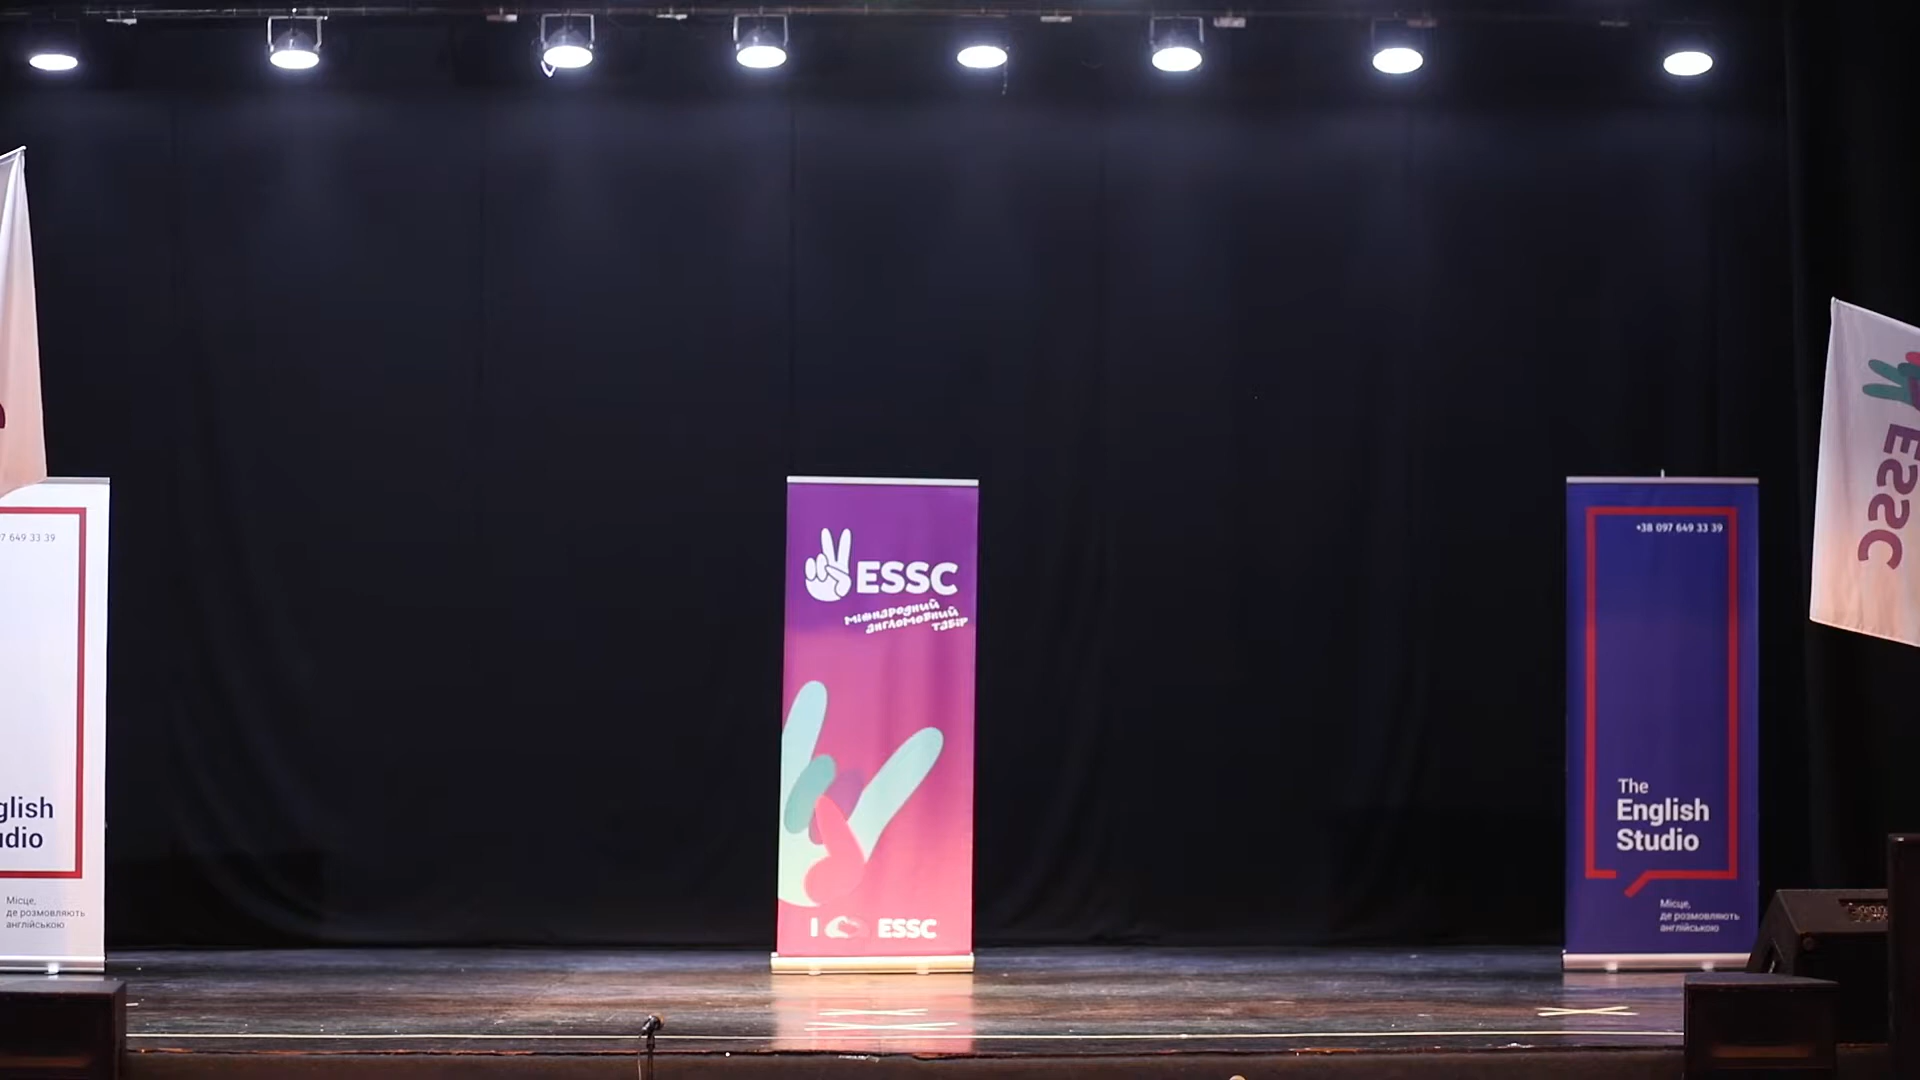 7 649 33 39
glish
udio
Місце,
де розмовляють
англійською
ESSC
міжнародний
англомовний
табір
I ESSC
+38 097 649 33 39
The
English
Studio
Місце,
де розмовляють
англійською
ESSC